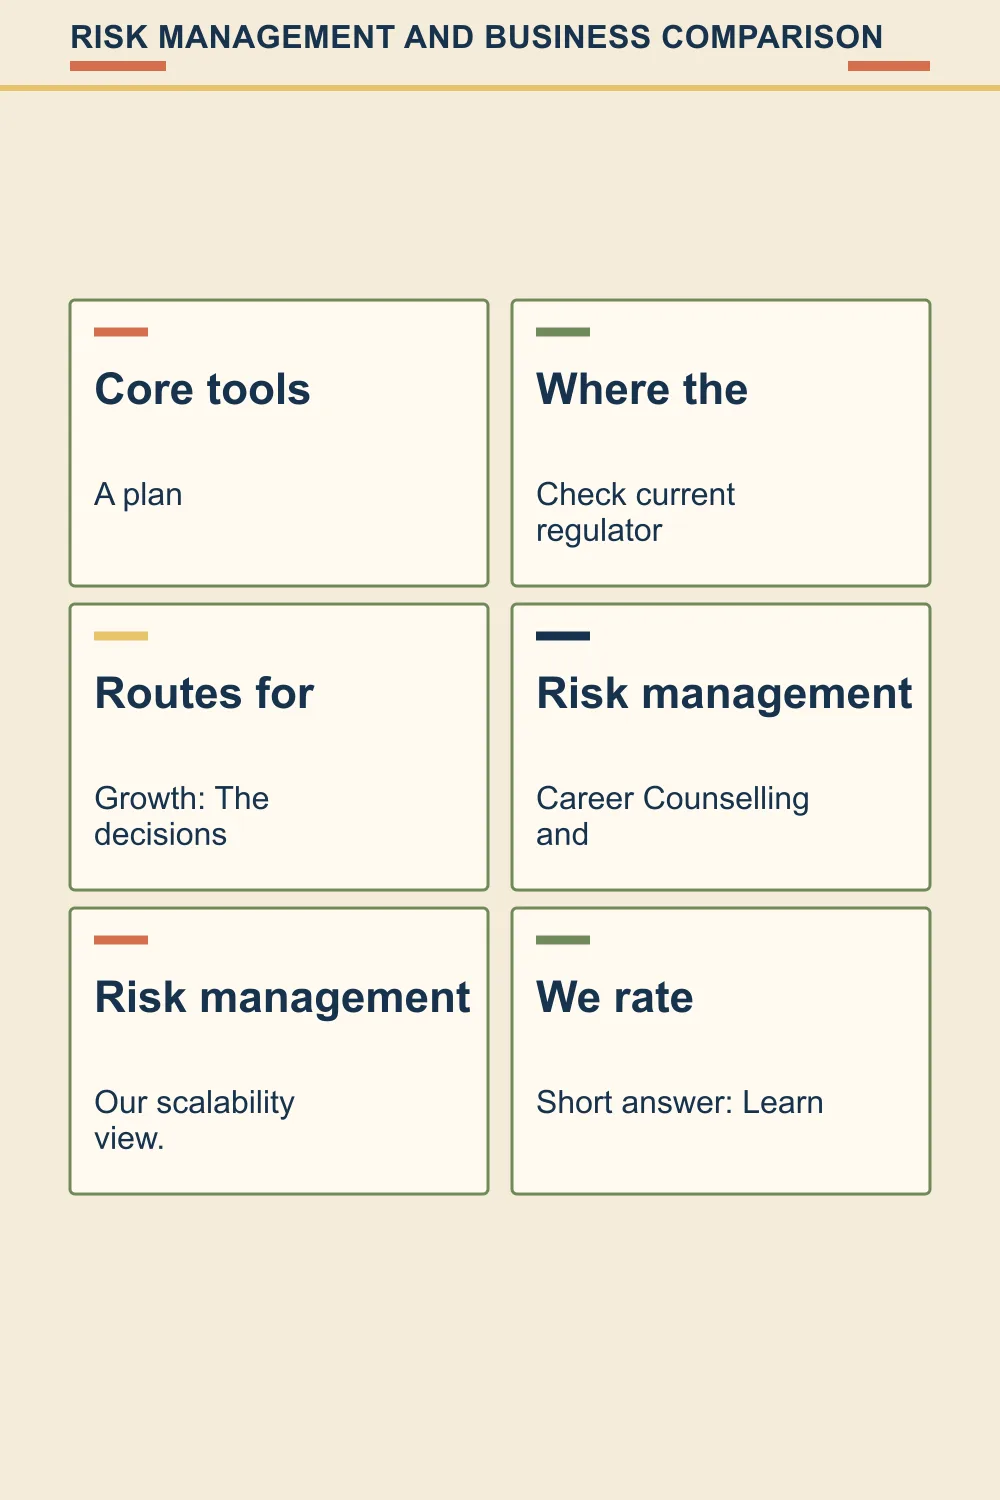 RISK MANAGEMENT AND BUSINESS COMPARISON
Core tools
A plan
Where the
Check current
regulator
Routes for
Growth: The
decisions
Risk management
Career Counselling
and
Risk management
Our scalability
view.
We rate
Short answer: Learn